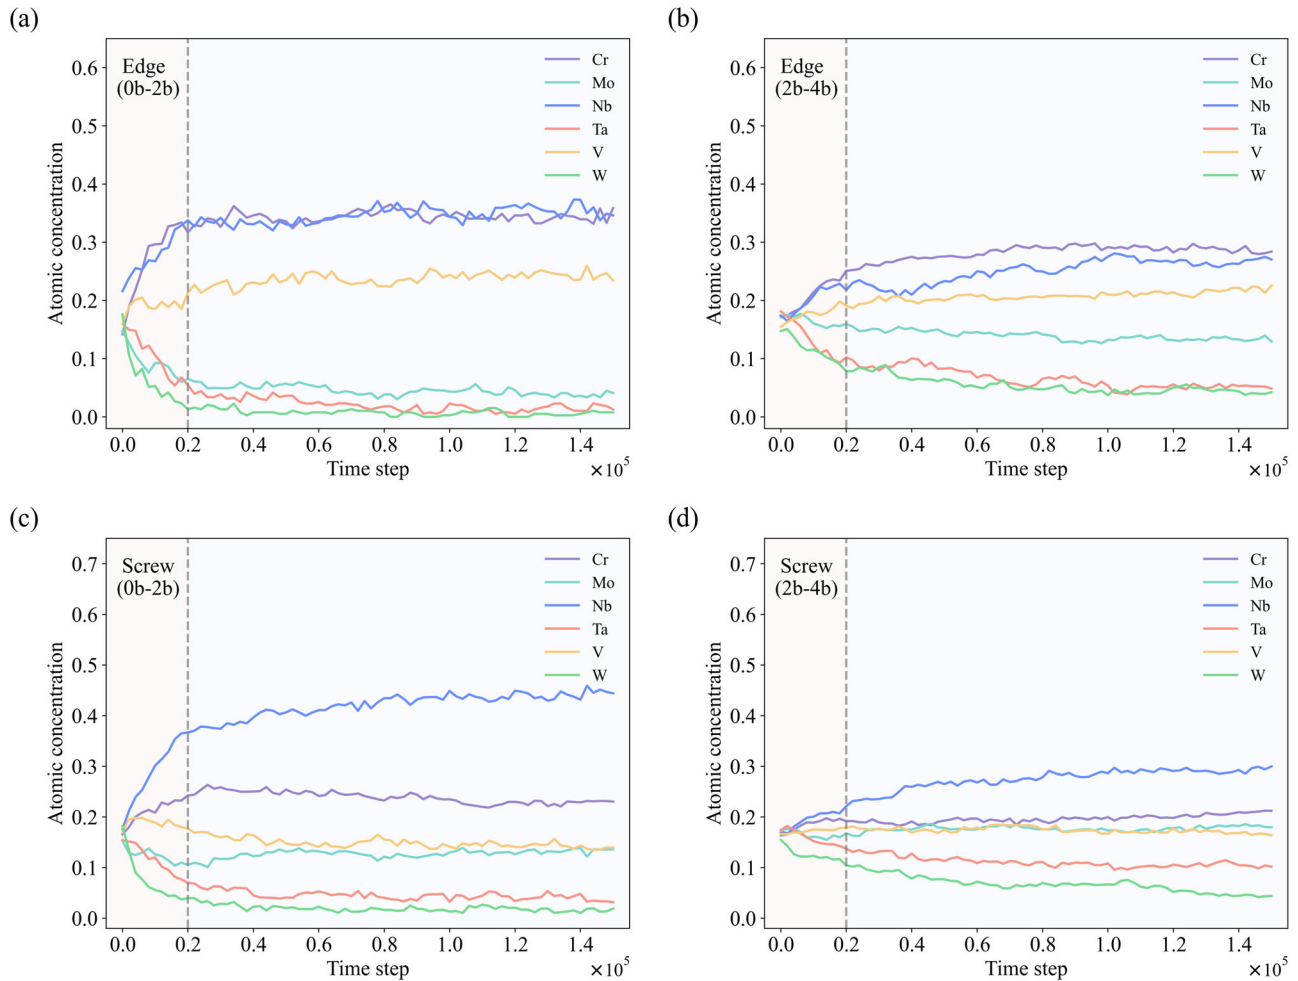 (a)
Edge
(0b-2b)
Cr
Mo
Nb
Ta
V
W
Atomic concentration
0.6
0.5
0.4
0.3
0.2
0.1
0.0
0.0 0.2 0.4 0.6 0.8 1.0 1.2 1.4
Time step
×10⁵
(b)
Edge
(2b-4b)
Cr
Mo
Nb
Ta
V
W
Atomic concentration
0.6
0.5
0.4
0.3
0.2
0.1
0.0
0.0 0.2 0.4 0.6 0.8 1.0 1.2 1.4
Time step
×10⁵
(c)
Screw
(0b-2b)
Cr
Mo
Nb
Ta
V
W
Atomic concentration
0.7
0.6
0.5
0.4
0.3
0.2
0.1
0.0
0.0 0.2 0.4 0.6 0.8 1.0 1.2 1.4
Time step
×10⁵
(d)
Screw
(2b-4b)
Cr
Mo
Nb
Ta
V
W
Atomic concentration
0.7
0.6
0.5
0.4
0.3
0.2
0.1
0.0
0.0 0.2 0.4 0.6 0.8 1.0 1.2 1.4
Time step
×10⁵